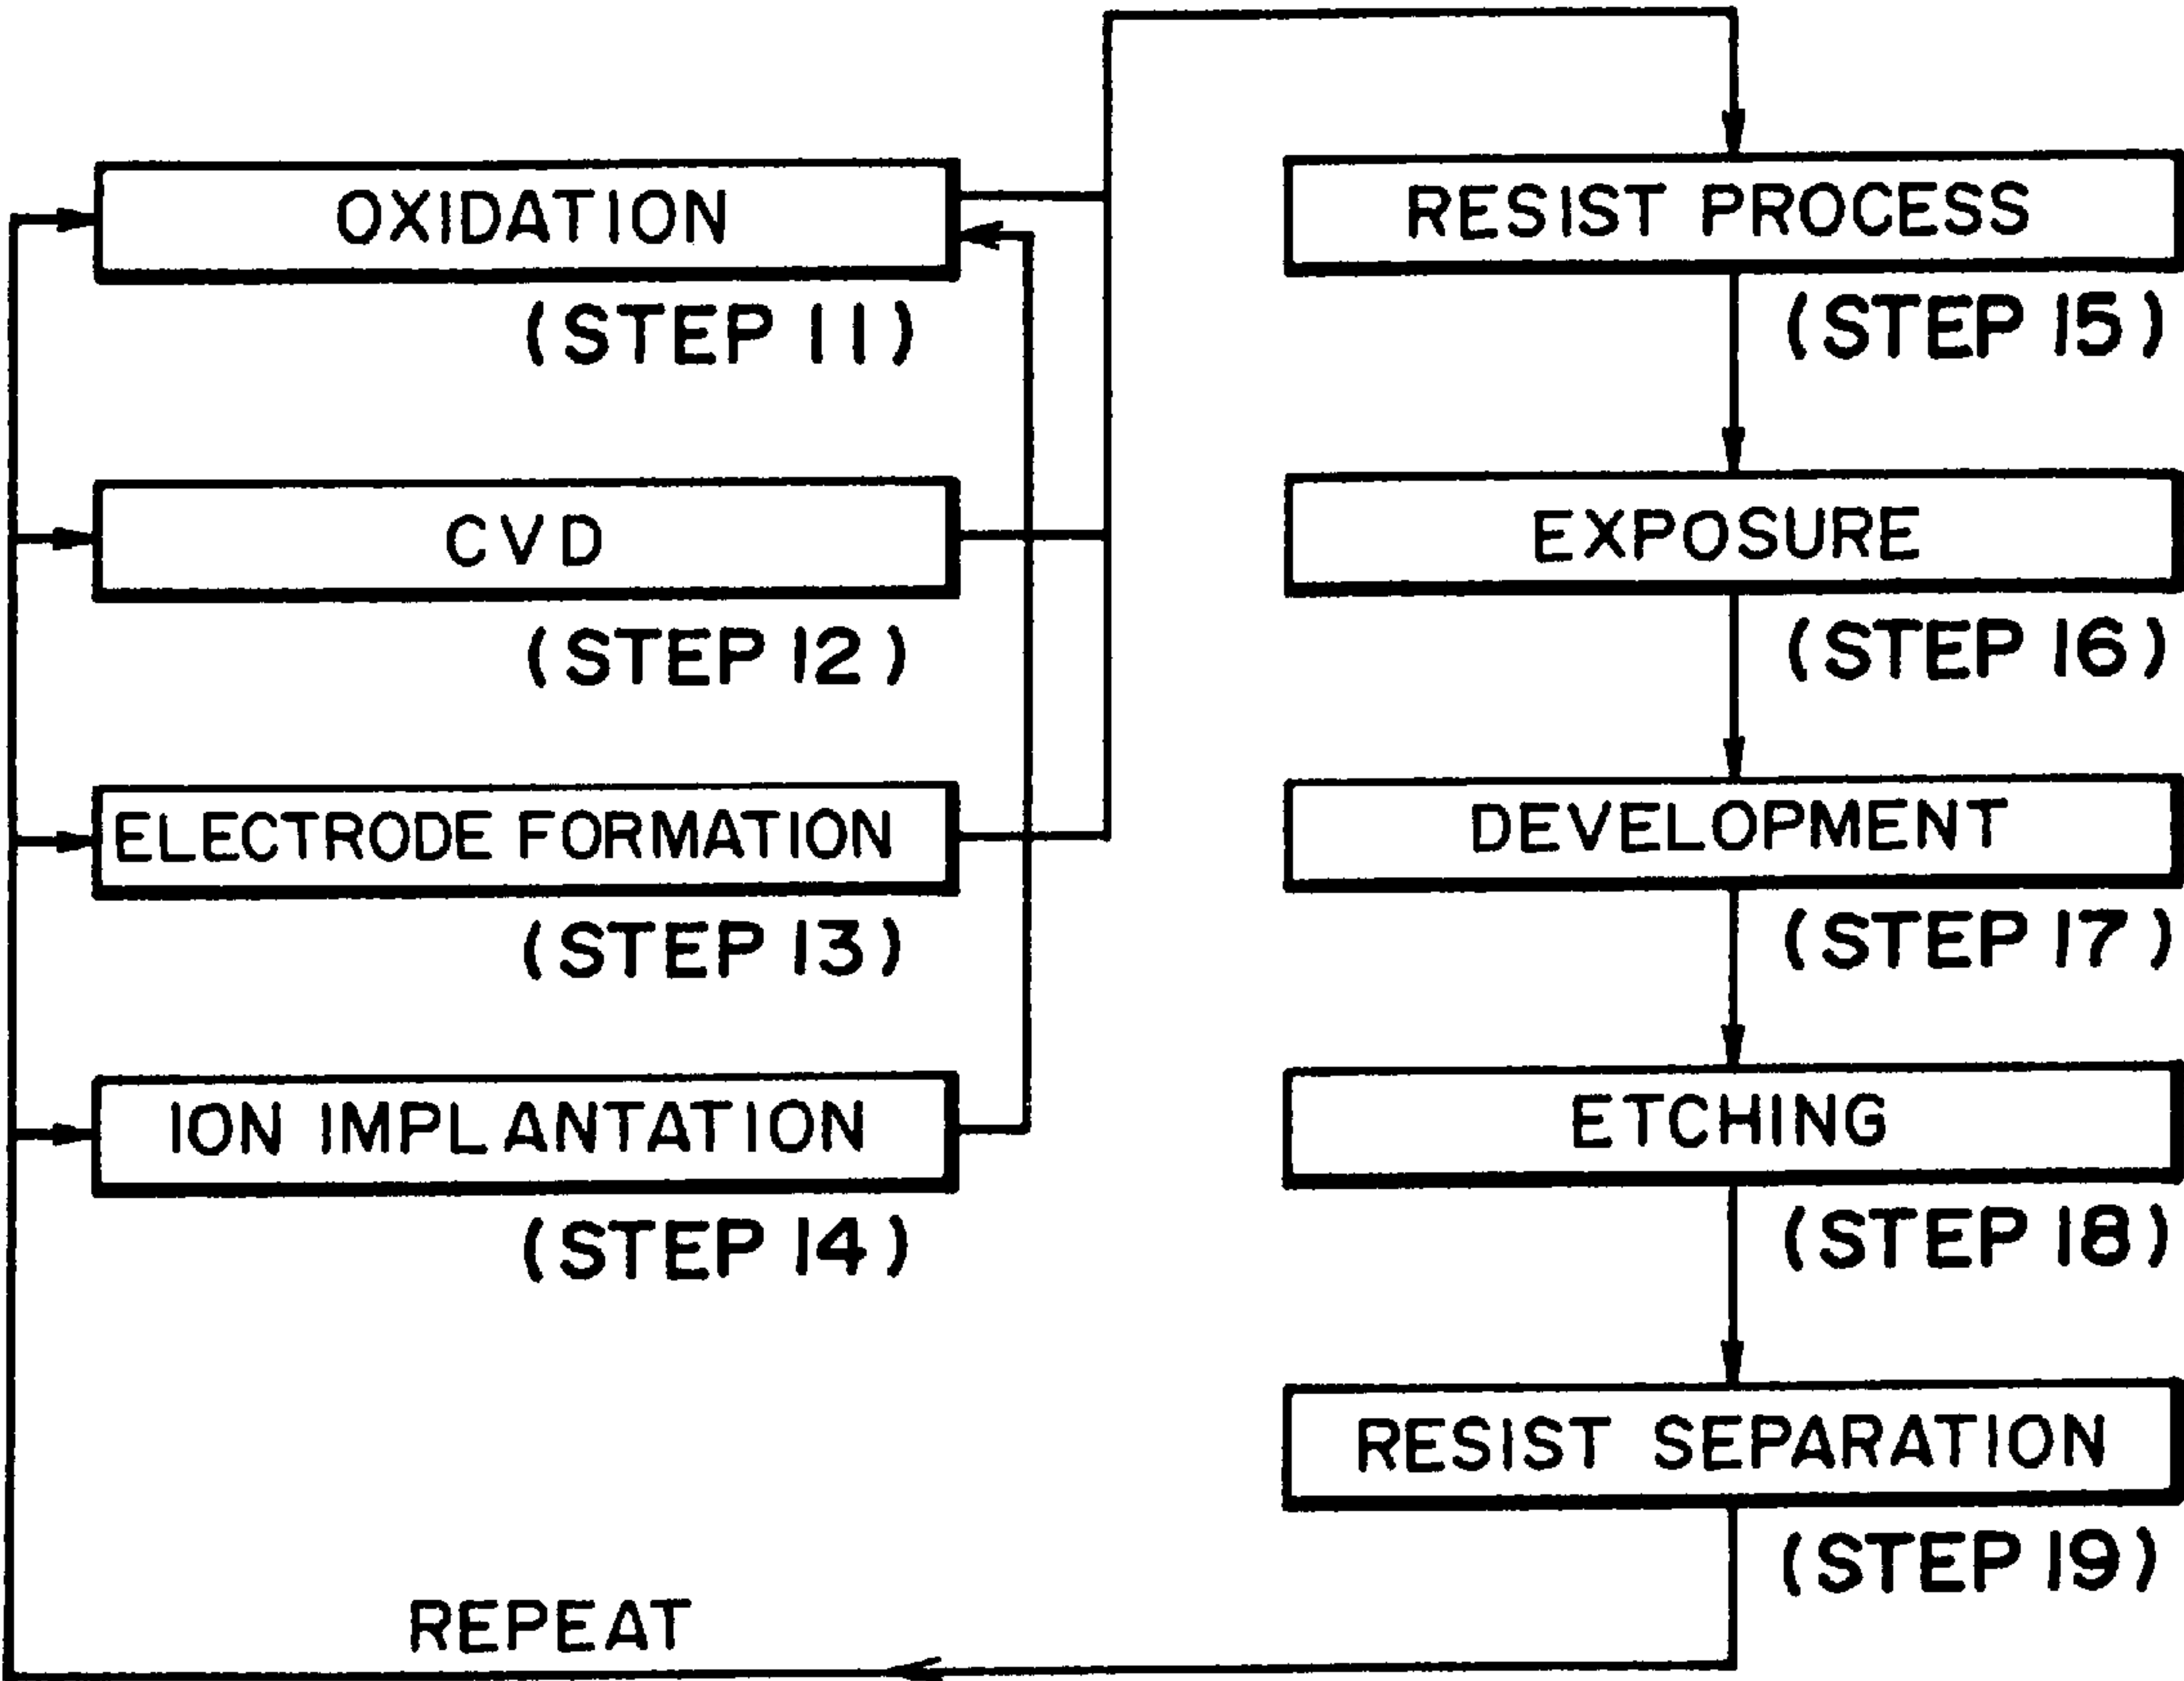 OXIDATION
(STEP 11)
CVD
(STEP 12)
ELECTRODE FORMATION
(STEP 13)
ION IMPLANTATION
(STEP 14)
RESIST PROCESS
(STEP 15)
EXPOSURE
(STEP 16)
DEVELOPMENT
(STEP 17)
ETCHING
(STEP 18)
RESIST SEPARATION
(STEP 19)
REPEAT